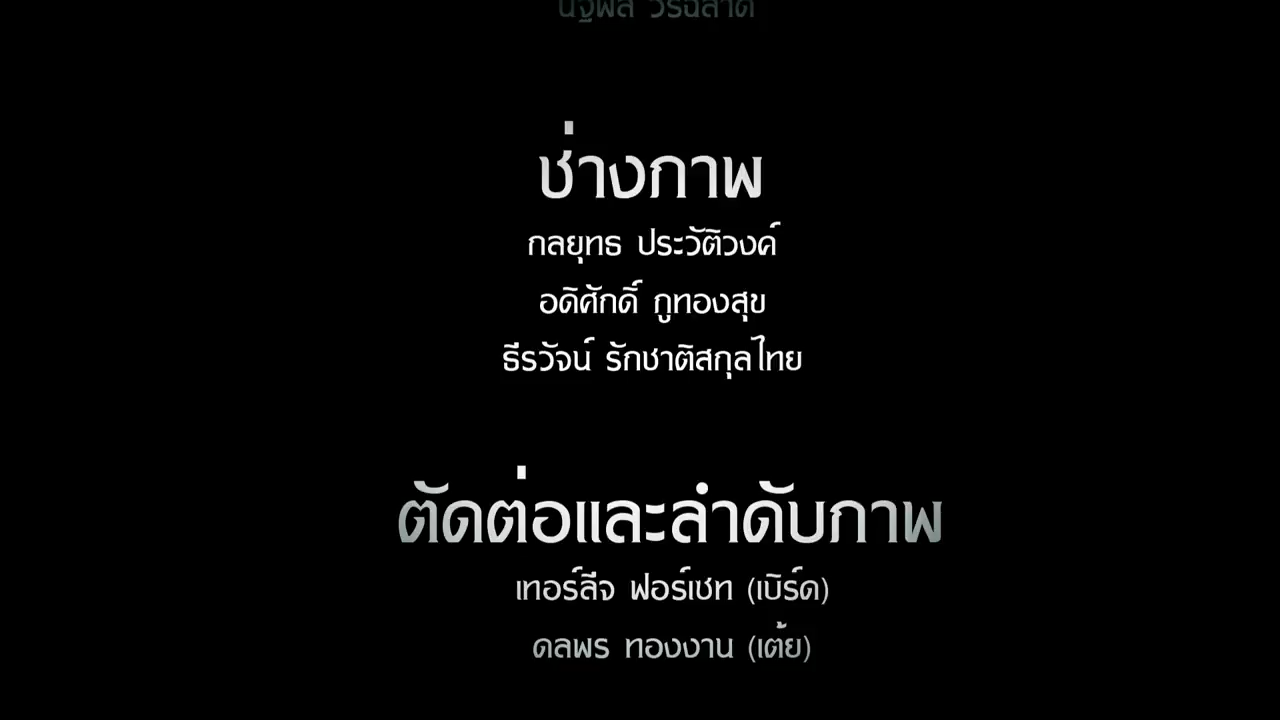 ช่างภาพ
กลยุทธ ประวัติวงค์
อดิศักดิ์ กูทองสุข
ธีรวัจน์ รักชาติสกุลไทย
ตัดต่อและลำดับภาพ
เทอร์ลีจ ฟอร์เชท (เบิร์ด)
ดลพร ทองงาน (เต้ย)